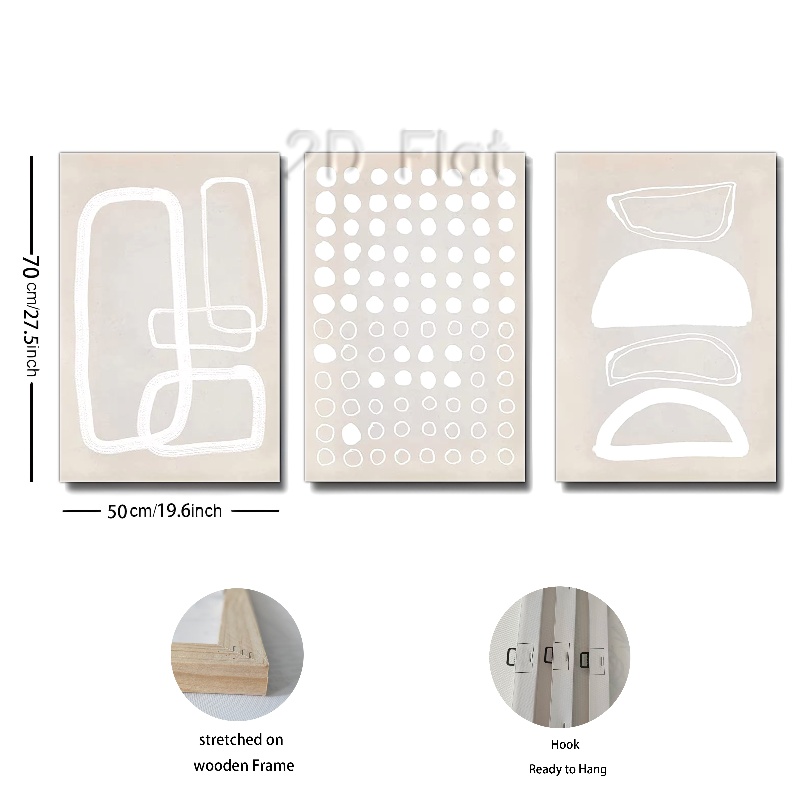 2D Flat
70 cm/27.5inch
50cm/19.6inch
stretched on
wooden Frame
Hook
Ready to Hang